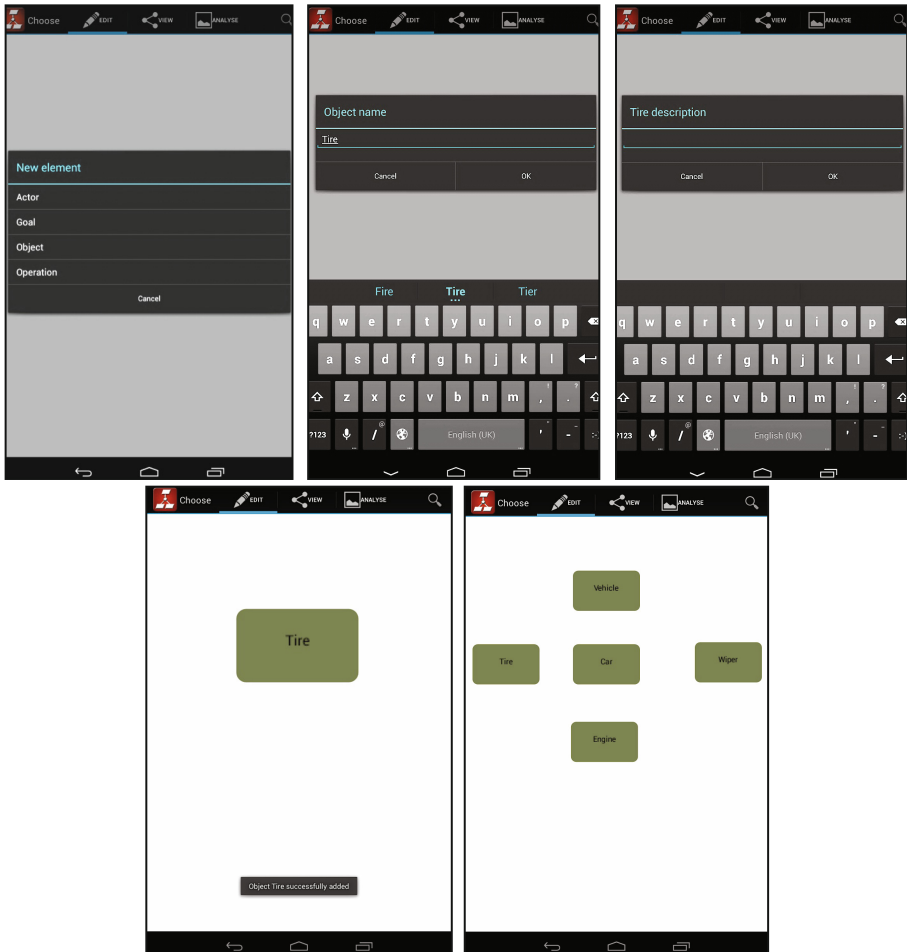 Choose EDIT VIEW ANALYSE
New element
Actor
Goal
Object
Operation
Cancel
Choose EDIT VIEW ANALYSE
Object name
Tire
Cancel OK
Fire Tire Tier
q w e r t y u i o p
a s d f g h j k l
z x c v b n m , ! . ?
?123 / @ English (UK) ' - _ :-)
Choose EDIT VIEW ANALYSE
Tire description
Cancel OK
q w e r t y u i o p
a s d f g h j k l
z x c v b n m , ! . ?
?123 / @ English (UK) ' - _ :-)
Choose EDIT VIEW ANALYSE
Tire
Object Tire successfully added
Choose EDIT VIEW ANALYSE
Vehicle
Tire Car Wiper
Engine